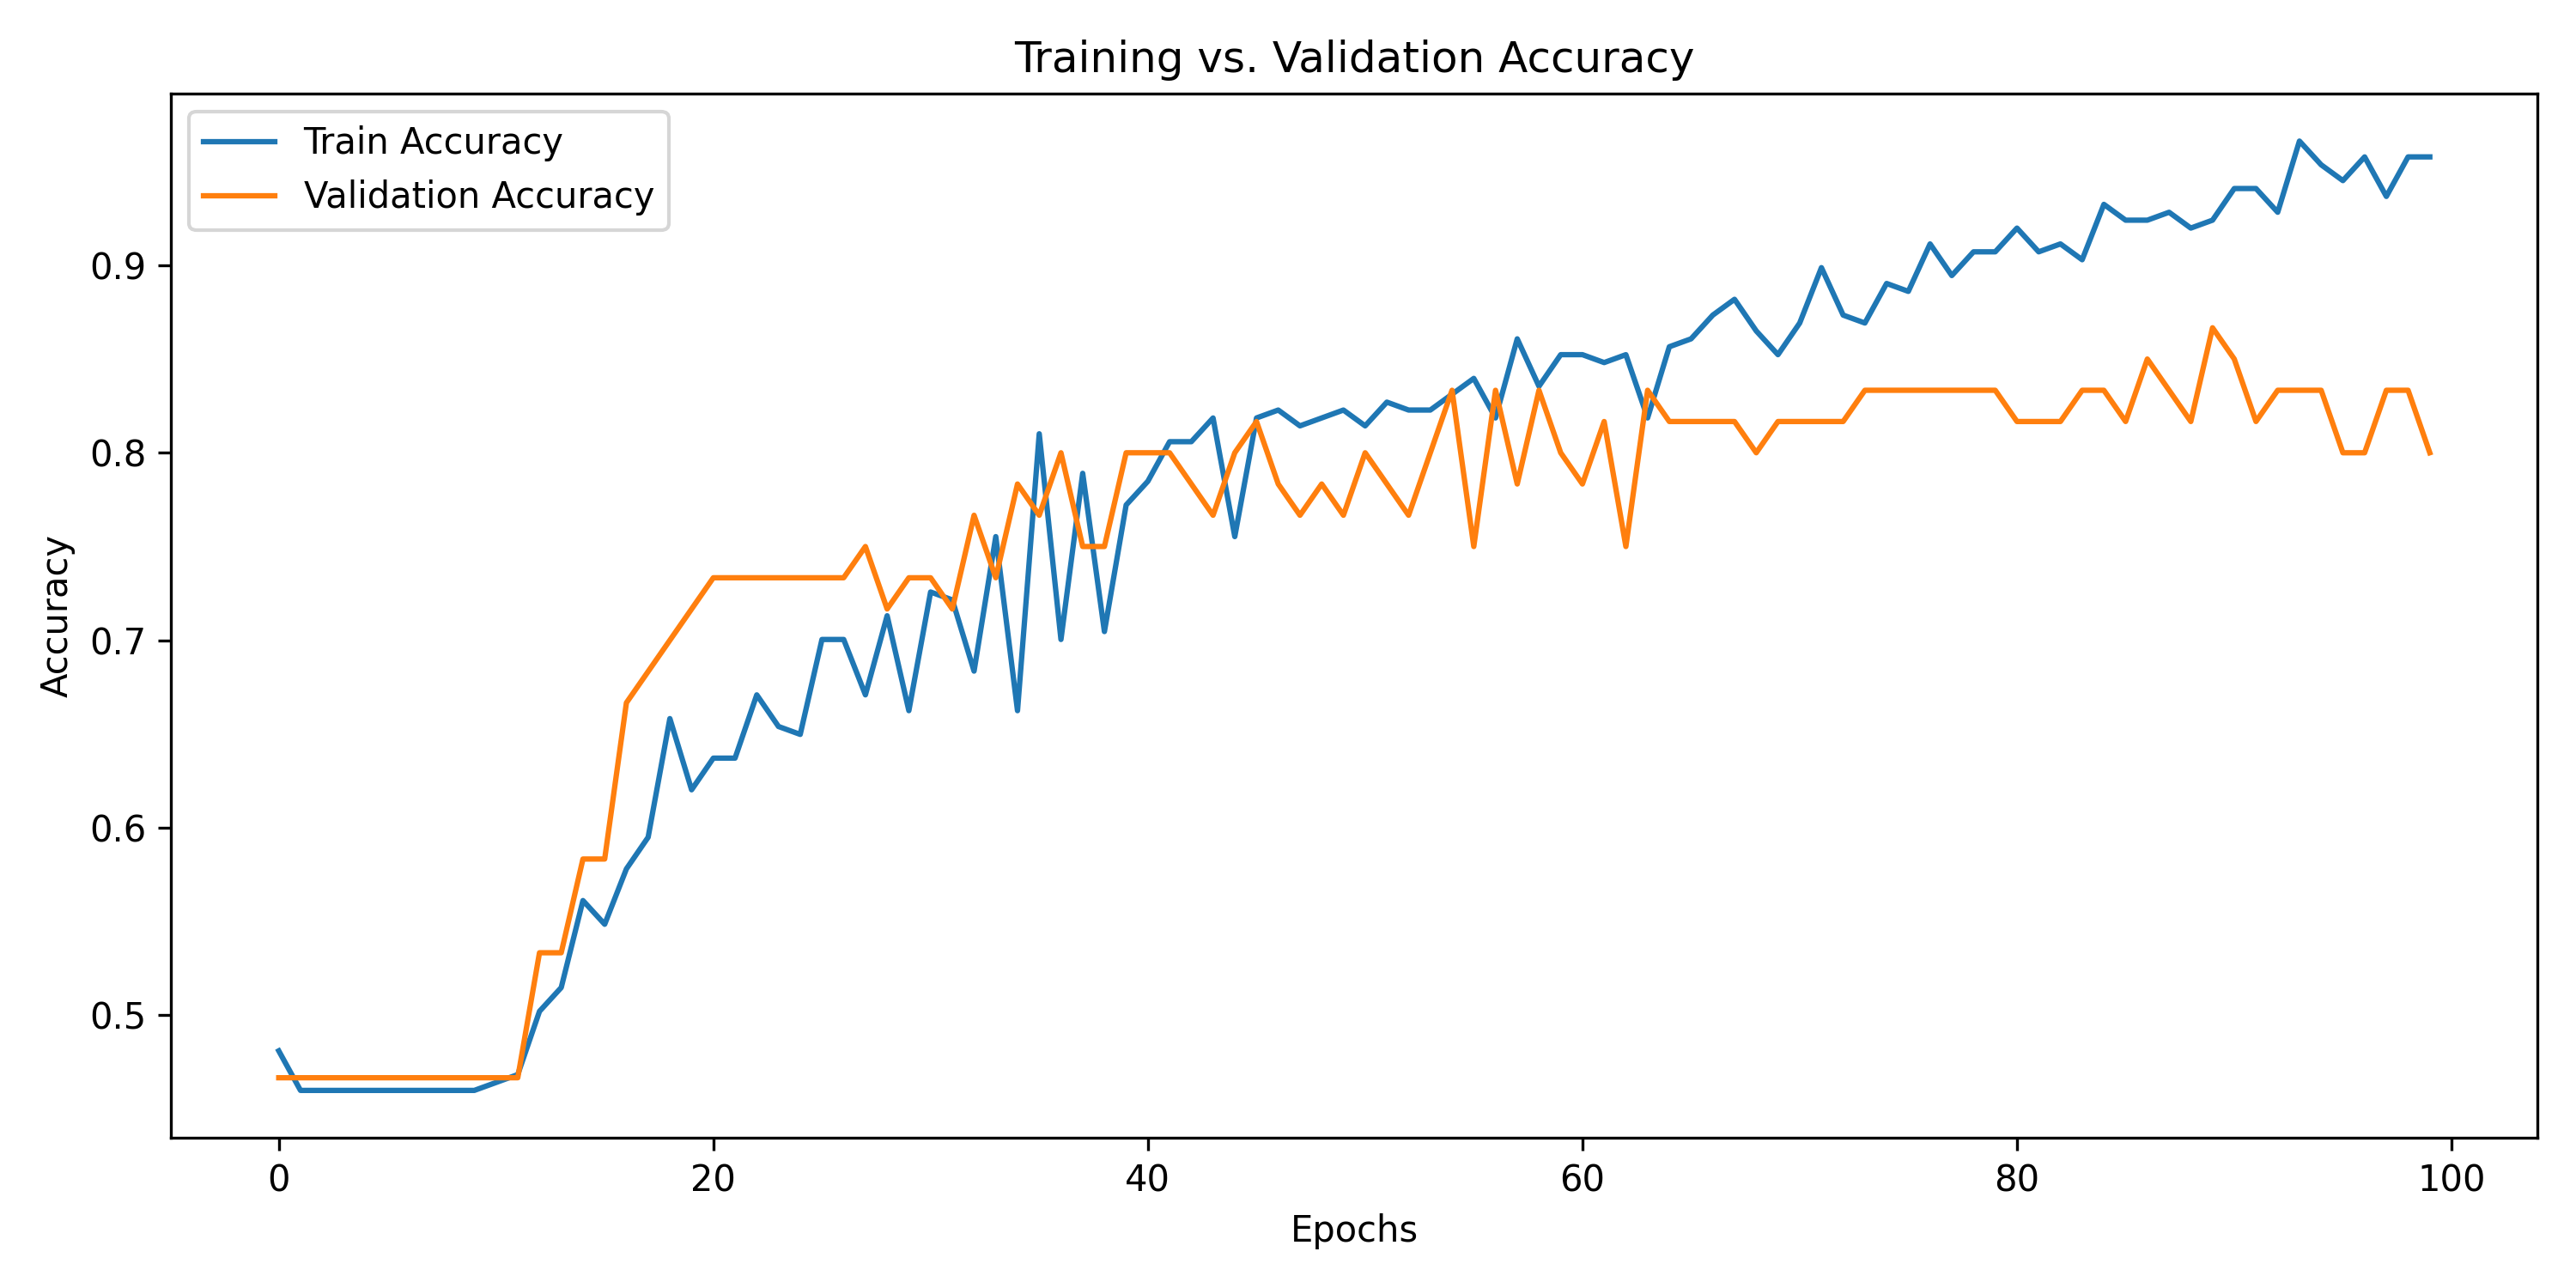 Training vs. Validation Accuracy
Train Accuracy
Validation Accuracy
0.9
0.8
0.7
0.6
0.5
Accuracy
0 20 40 60 80 100
Epochs